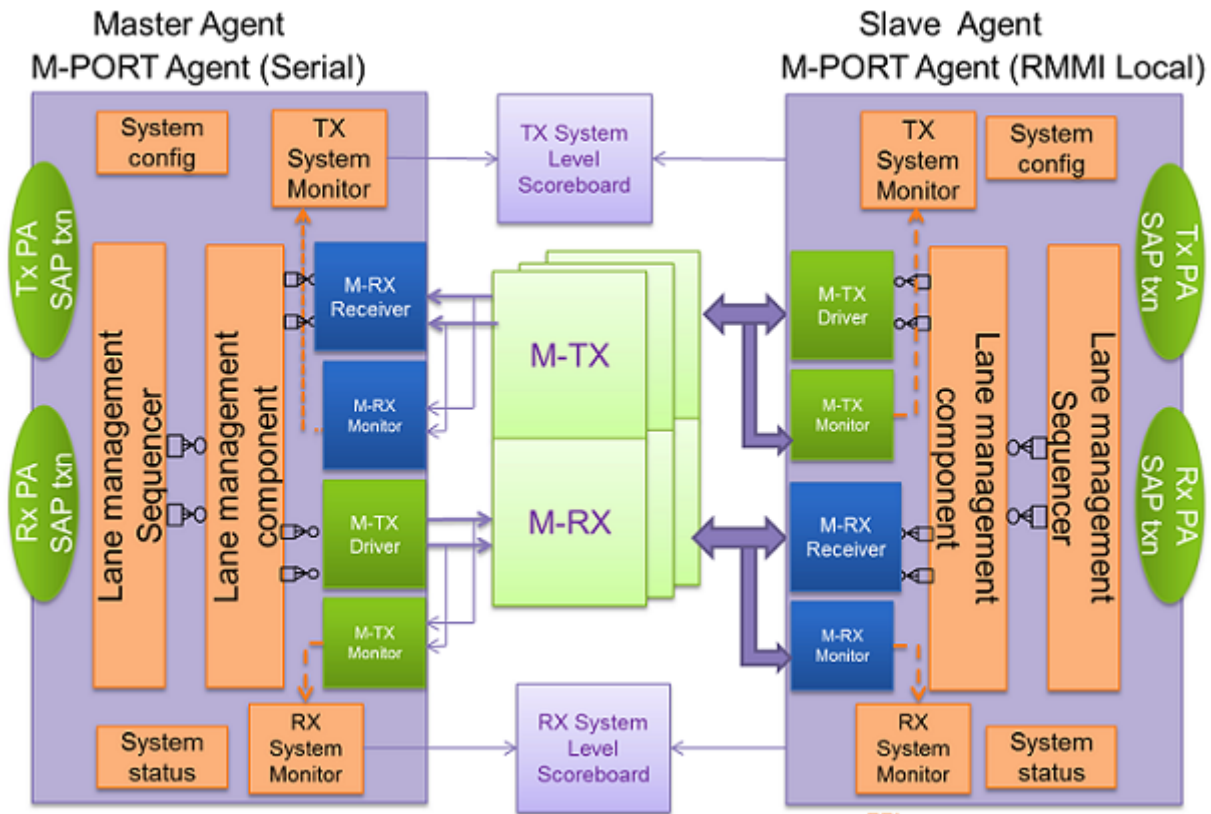 Master Agent
M-PORT Agent (Serial)
Slave Agent
M-PORT Agent (RMMI Local)
System
config
TX
System
Monitor
TX System
Level
Scoreboard
TX
System
Monitor
System
config
Tx PA
SAP txn
Rx PA
SAP txn
Lane management
Sequencer
Lane management
component
M-RX
Receiver
M-RX
Monitor
M-TX
Driver
M-TX
Monitor
M-TX
M-RX
M-TX
Driver
M-TX
Monitor
M-RX
Receiver
M-RX
Monitor
Lane management
component
Lane management
Sequencer
Tx PA
SAP txn
Rx PA
SAP txn
System
status
RX
System
Monitor
RX System
Level
Scoreboard
RX
System
Monitor
System
status